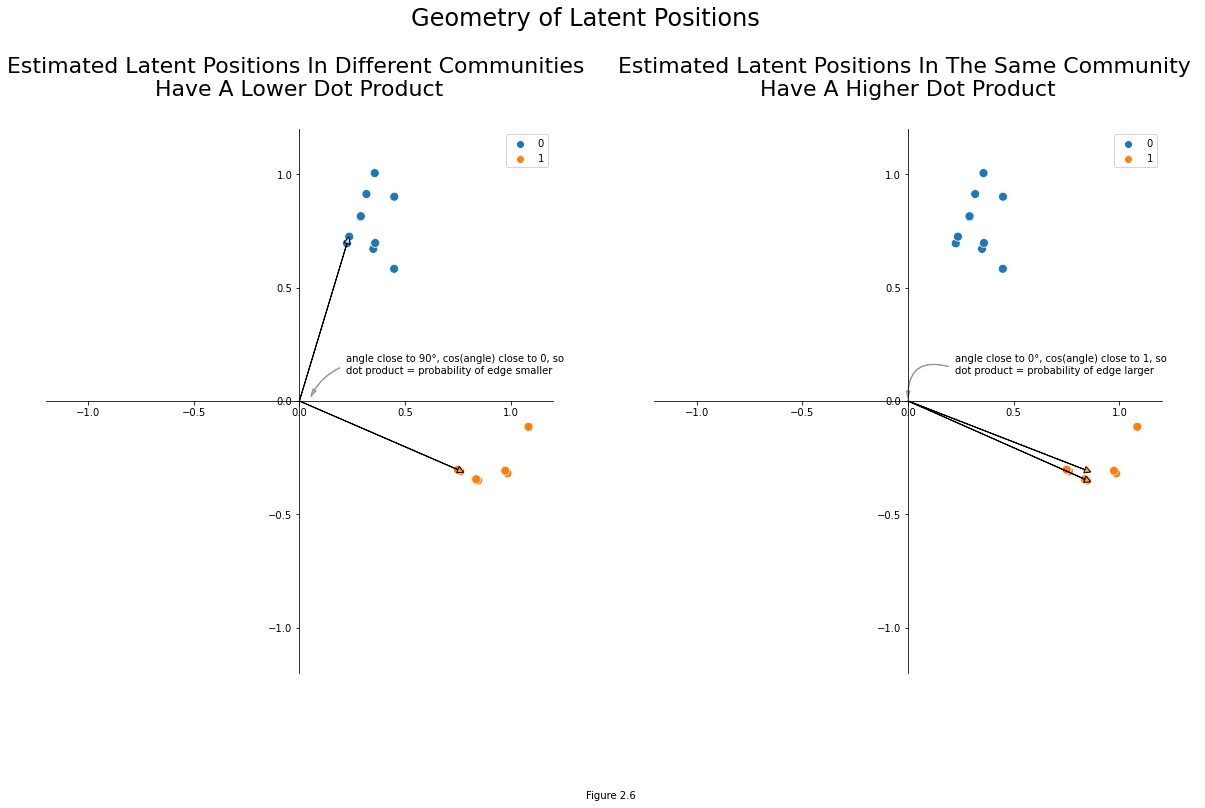 Geometry of Latent Positions
Estimated Latent Positions In Different Communities
Have A Lower Dot Product
0
1
1.0
0.5
angle close to 90°, cos(angle) close to 0, so
dot product = probability of edge smaller
0.0
−1.0
−0.5
0.0
0.5
1.0
−0.5
−1.0
Estimated Latent Positions In The Same Community
Have A Higher Dot Product
0
1
1.0
0.5
angle close to 0°, cos(angle) close to 1, so
dot product = probability of edge larger
0.0
−1.0
−0.5
0.0
0.5
1.0
−0.5
−1.0
Figure 2.6